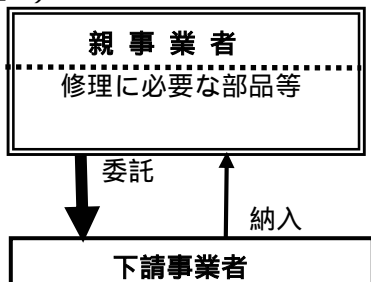 親事業者
修理に必要な部品等
委託
納入
下請事業者